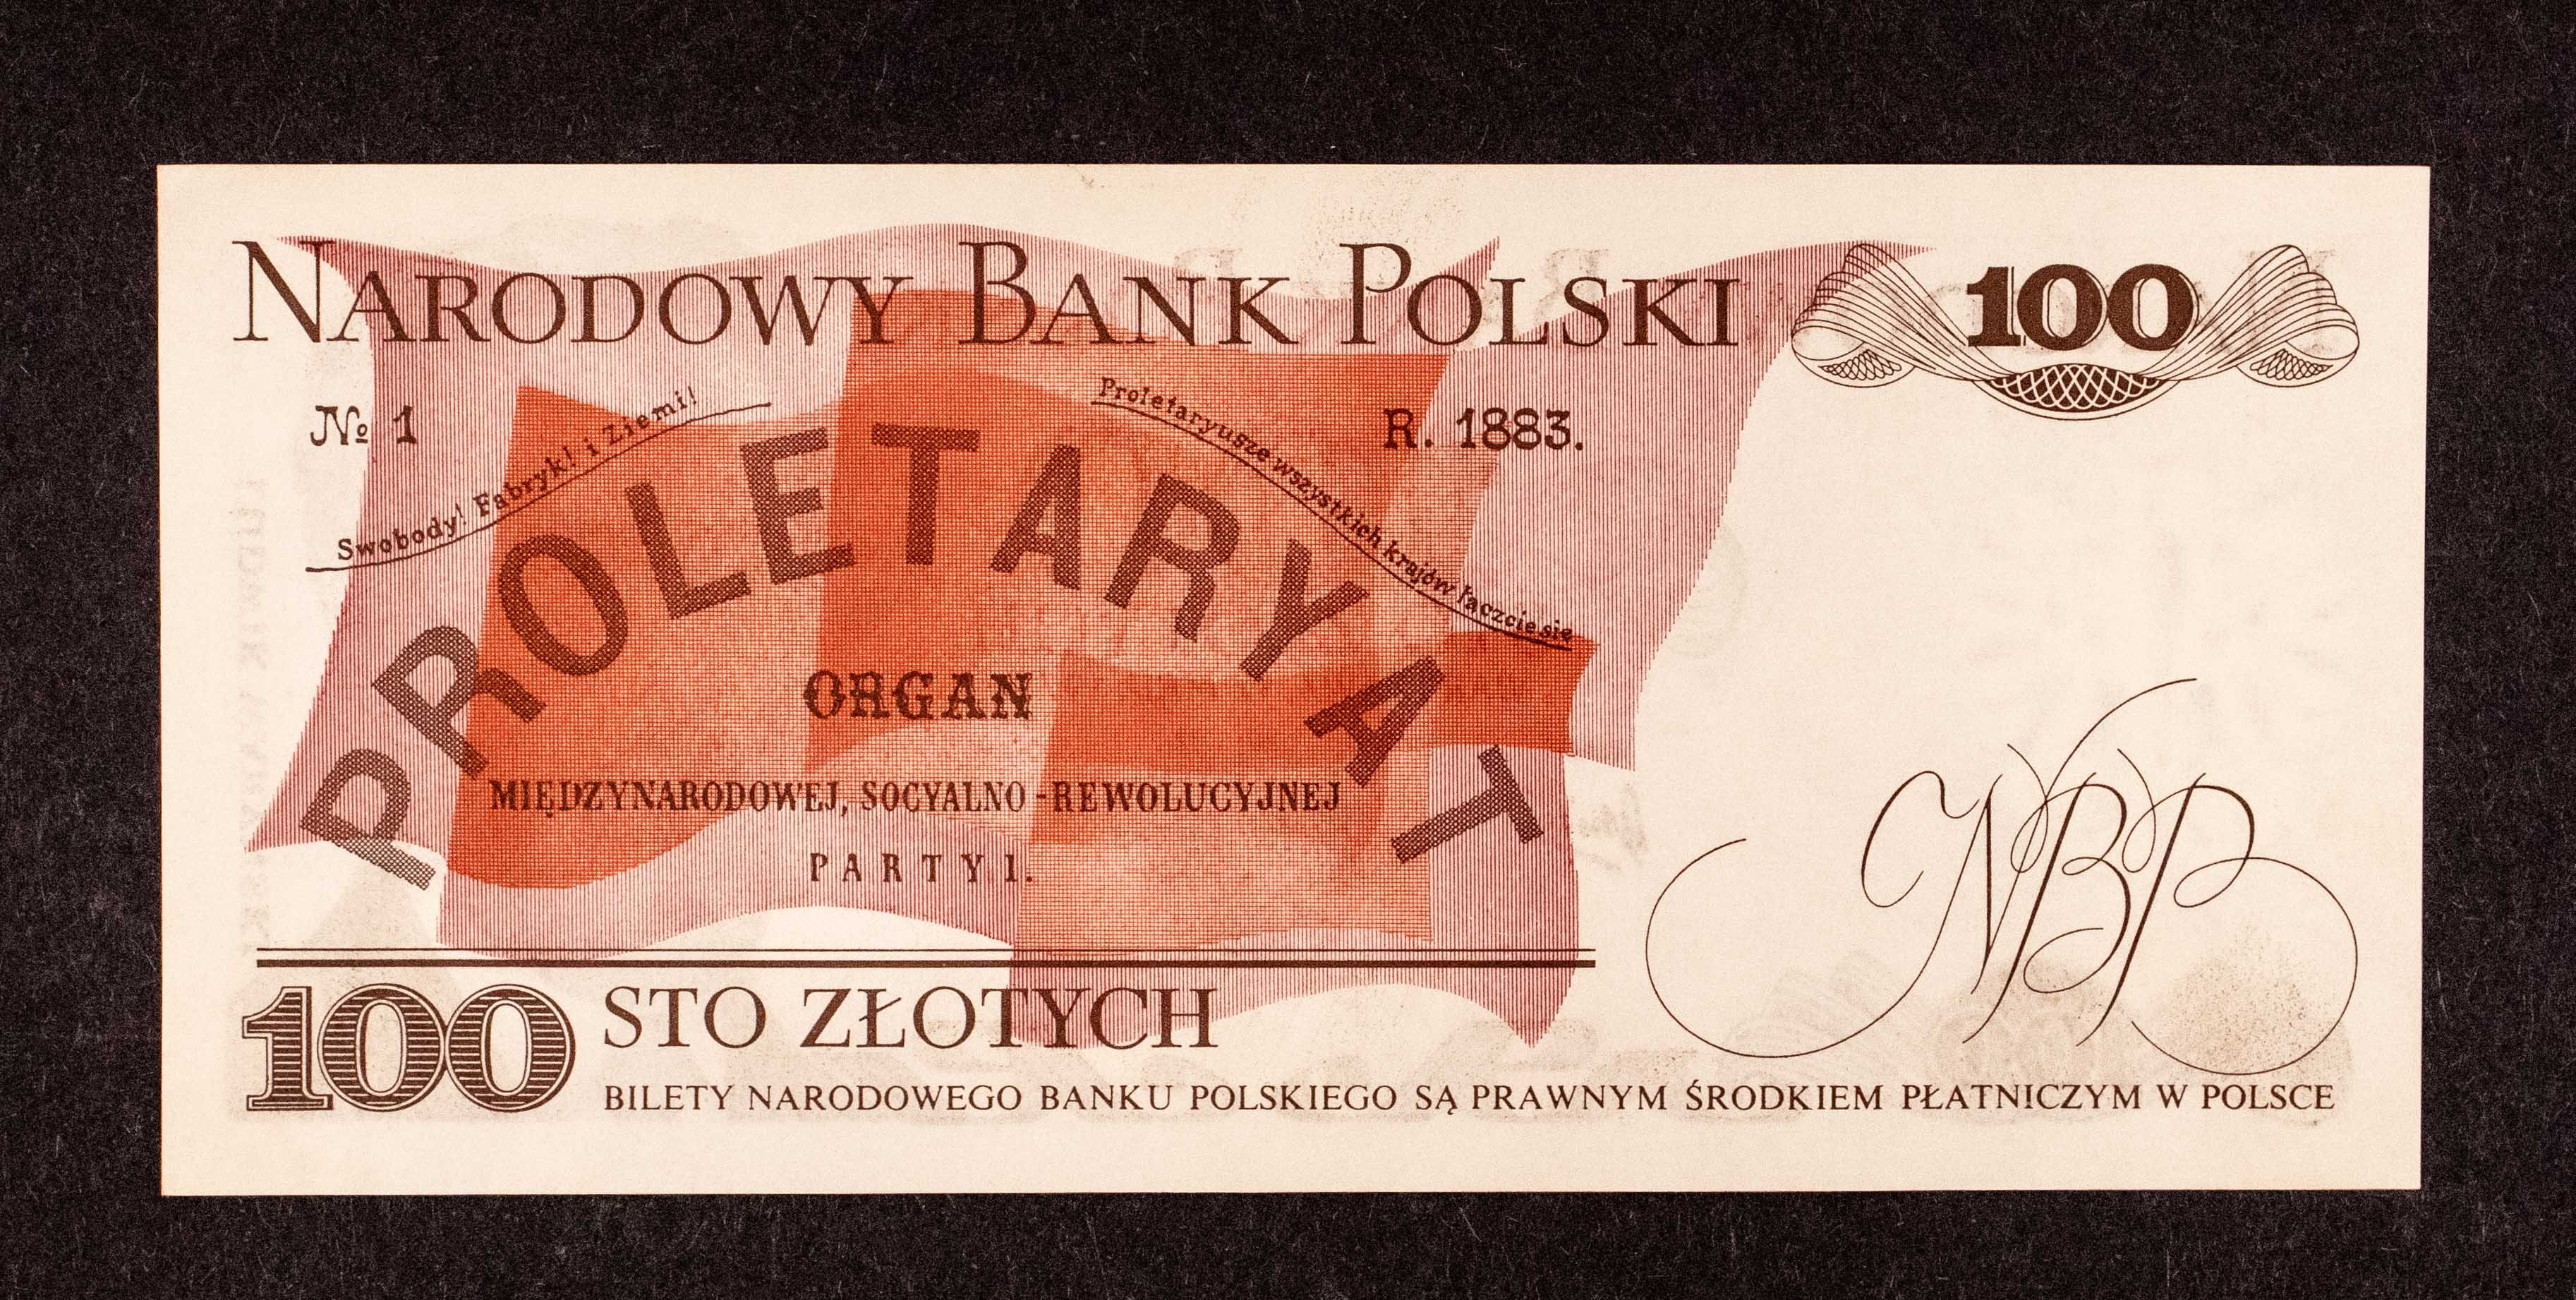 NARODOWY BANK POLSKI
100
№ 1
R. 1883.
Swobody! Fabryk! i Ziemi!
Proletaryusze wszystkich krajów łączcie się
PROLETARYAT
ORGAN
MIĘDZYNARODOWEJ, SOCYALNO-REWOLUCYJNEJ
PARTYI.
NBP
100 STO ZŁOTYCH
BILETY NARODOWEGO BANKU POLSKIEGO SĄ PRAWNYM ŚRODKIEM PŁATNICZYM W POLSCE